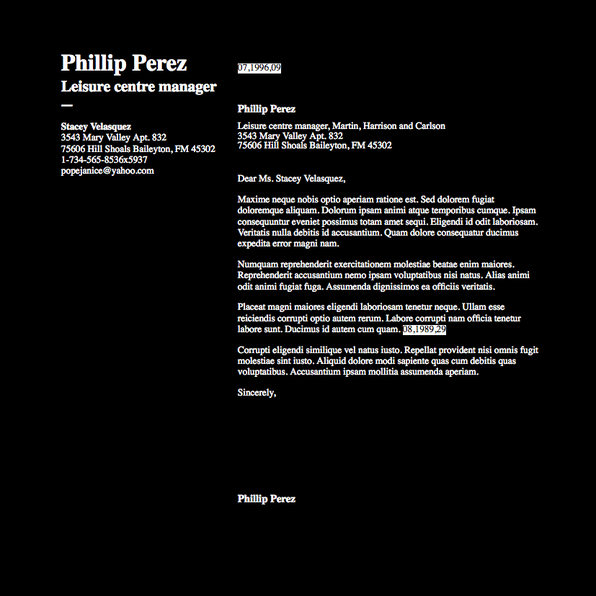 Phillip Perez
Leisure centre manager
Stacey Velasquez
3543 Mary Valley Apt. 832
75606 Hill Shoals Baileyton, FM 45302
1-734-565-8536x5937
popejanice@yahoo.com
07,1996,09
Phillip Perez
Leisure centre manager, Martin, Harrison and Carlson
3543 Mary Valley Apt. 832
75606 Hill Shoals Baileyton, FM 45302
Dear Ms. Stacey Velasquez,
Maxime neque nobis optio aperiam ratione est. Sed dolorem fugiat
doloremque aliquam. Dolorum ipsam animi atque temporibus cumque. Ipsam
consequuntur eveniet possimus totam amet sequi. Eligendi id odit laboriosam.
Veritatis nulla debitis id accusantium. Quam dolore consequatur ducimus
expedita error magni nam.
Numquam reprehenderit exercitationem molestiae beatae enim maiores.
Reprehenderit accusantium nemo ipsam voluptatibus nisi natus. Alias animi
odit animi fugiat fuga. Assumenda dignissimos ea officiis veritatis.
Placeat magni maiores eligendi laboriosam tenetur neque. Ullam esse
reiciendis corrupti optio autem rerum. Labore corrupti nam officia tenetur
labore sunt. Ducimus id autem cum quam. 08,1989,29
Corrupti eligendi similique vel natus iusto. Repellat provident nisi omnis fugit
molestiae sint iusto. Aliquid dolore modi sapiente quas cum debitis quas
voluptatibus. Accusantium ipsam mollitia assumenda aperiam.
Sincerely,
Phillip Perez